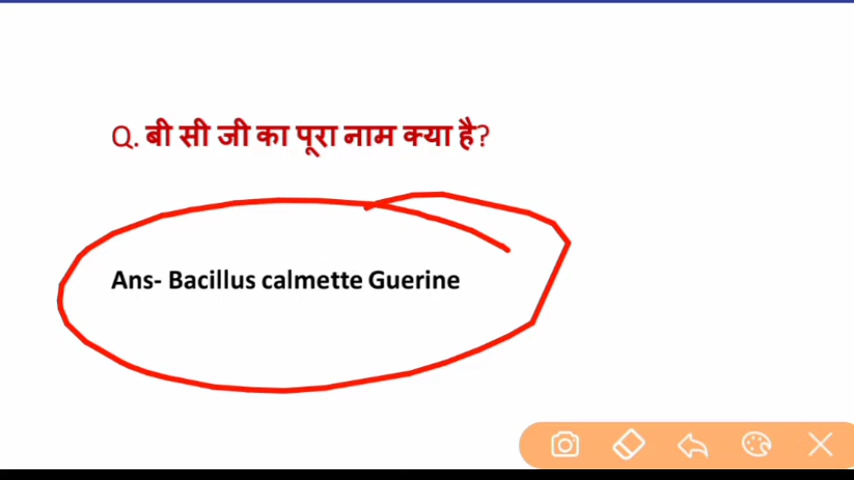 Q. बी सी जी का पूरा नाम क्या है?
Ans- Bacillus calmette Guerine